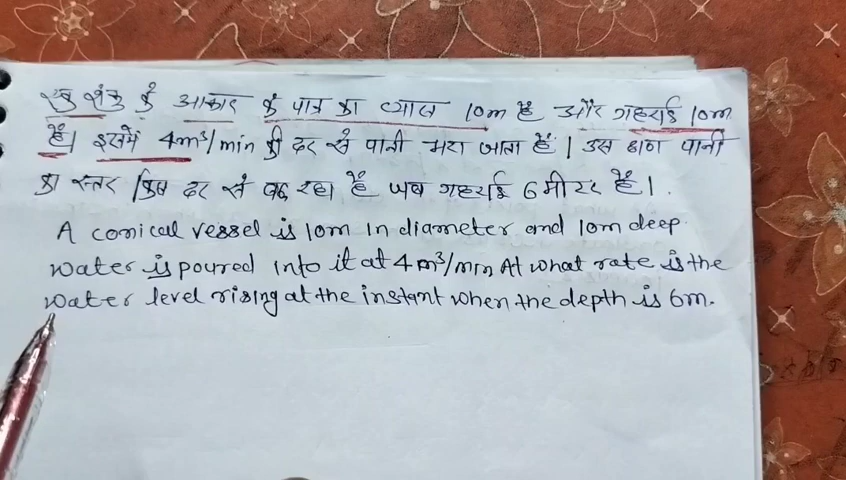 एक शंकु के आकार के पात्र का व्यास 10m है और गहराई 10m
है। इसमें 4m³/min की दर से पानी भरा जाता है। उस क्षण पानी
का स्तर किस दर से बढ़ रहा है जब गहराई 6 मीटर है।
A conical vessel is 10m in diameter and 10m deep
Water is poured into it at 4m³/min At what rate is the
Water level rising at the instant when the depth is 6m.